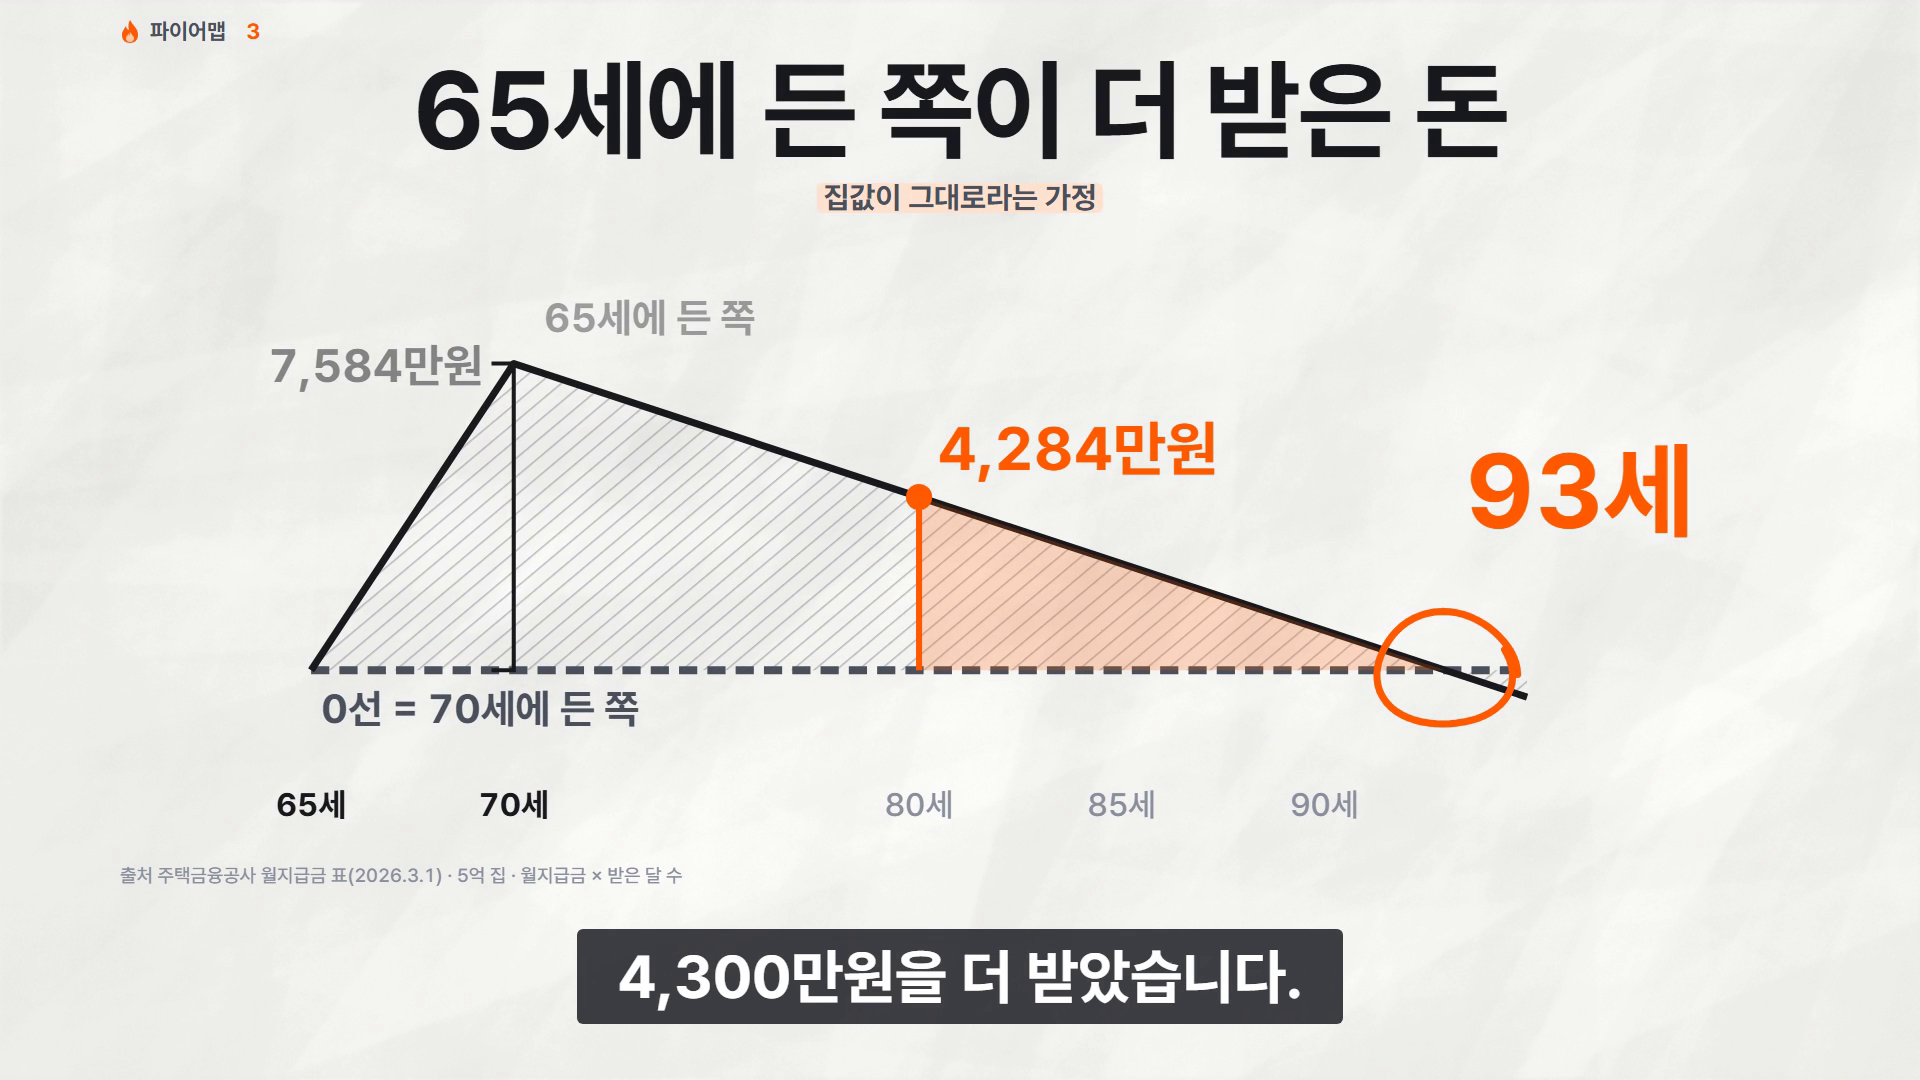 파이어맵 3
65세에 든 쪽이 더 받은 돈
집값이 그대로라는 가정
65세에 든 쪽
7,584만원
4,284만원
93세
0선 = 70세에 든 쪽
65세 70세 80세 85세 90세
출처 주택금융공사 월지급금 표(2026.3.1) · 5억 집 · 월지급금 × 받은 달 수
4,300만원을 더 받았습니다.